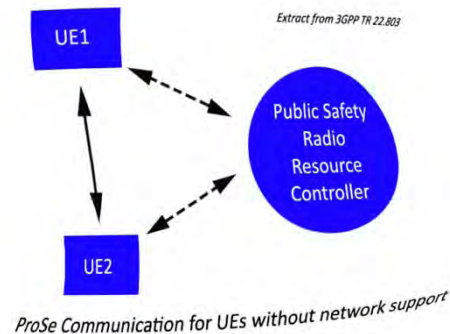 Extract from 3GPP TR 22.803
UE1
Public Safety
Radio
Resource
Controller
UE2
ProSe Communication for UEs without network support